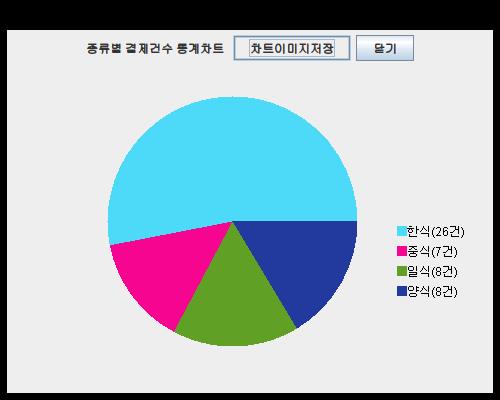 종류별 결제건수 통계차트 차트이미지저장 닫기
한식(26건)
중식(7건)
일식(8건)
양식(8건)